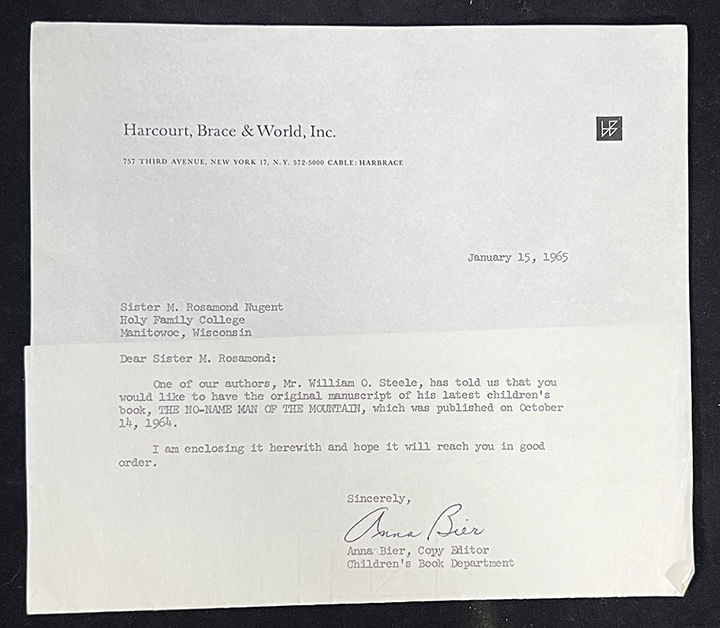 Harcourt, Brace & World, Inc.
HB
757 THIRD AVENUE, NEW YORK 17, N.Y. 572-5000 CABLE: HARBRACE
January 15, 1965
Sister M. Rosamond Nugent
Holy Family College
Manitowoc, Wisconsin
Dear Sister M. Rosamond:
One of our authors, Mr. William O. Steele, has told us that you
would like to have the original manuscript of his latest children's
book, THE NO-NAME MAN OF THE MOUNTAIN, which was published on October
14, 1964.
I am enclosing it herewith and hope it will reach you in good
order.
Sincerely,
Anna Bier
Anna Bier, Copy Editor
Children's Book Department